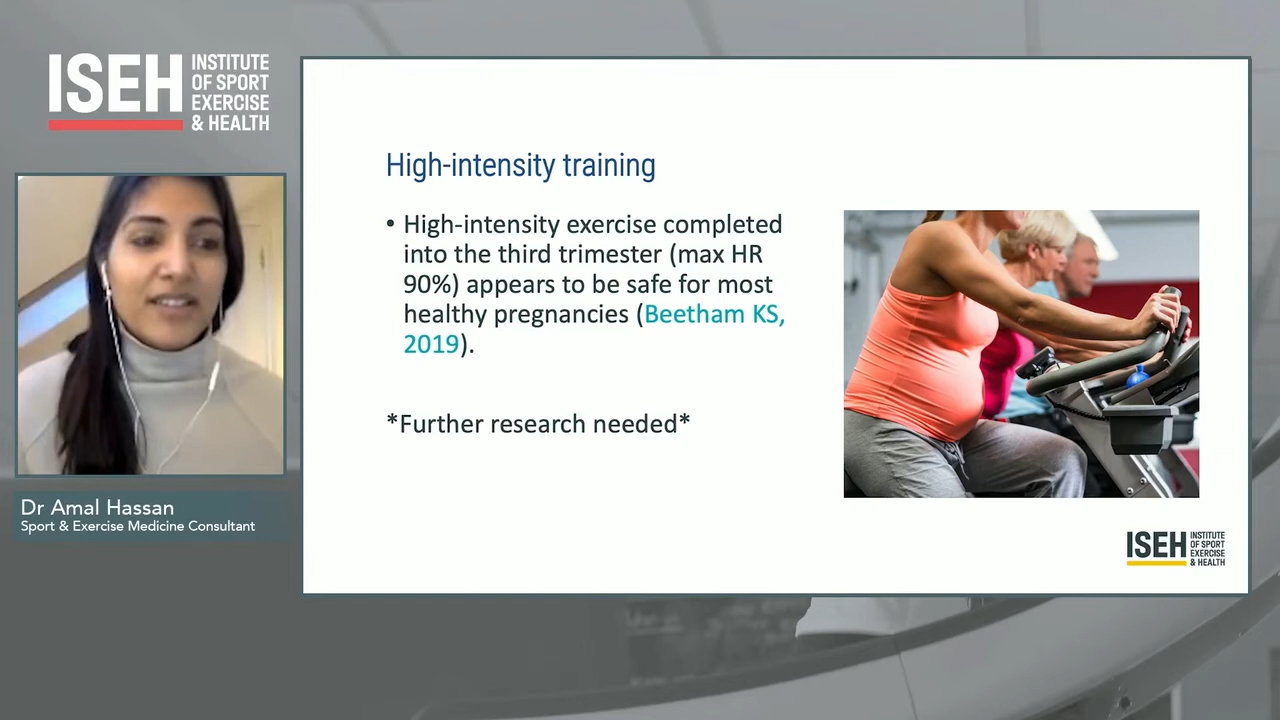 ISEH
INSTITUTE
OF SPORT
EXERCISE
& HEALTH
Dr Amal Hassan
Sport & Exercise Medicine Consultant
High-intensity training
• High-intensity exercise completed
into the third trimester (max HR
90%) appears to be safe for most
healthy pregnancies (Beetham KS,
2019).
*Further research needed*
ISEH
INSTITUTE
OF SPORT
EXERCISE
& HEALTH